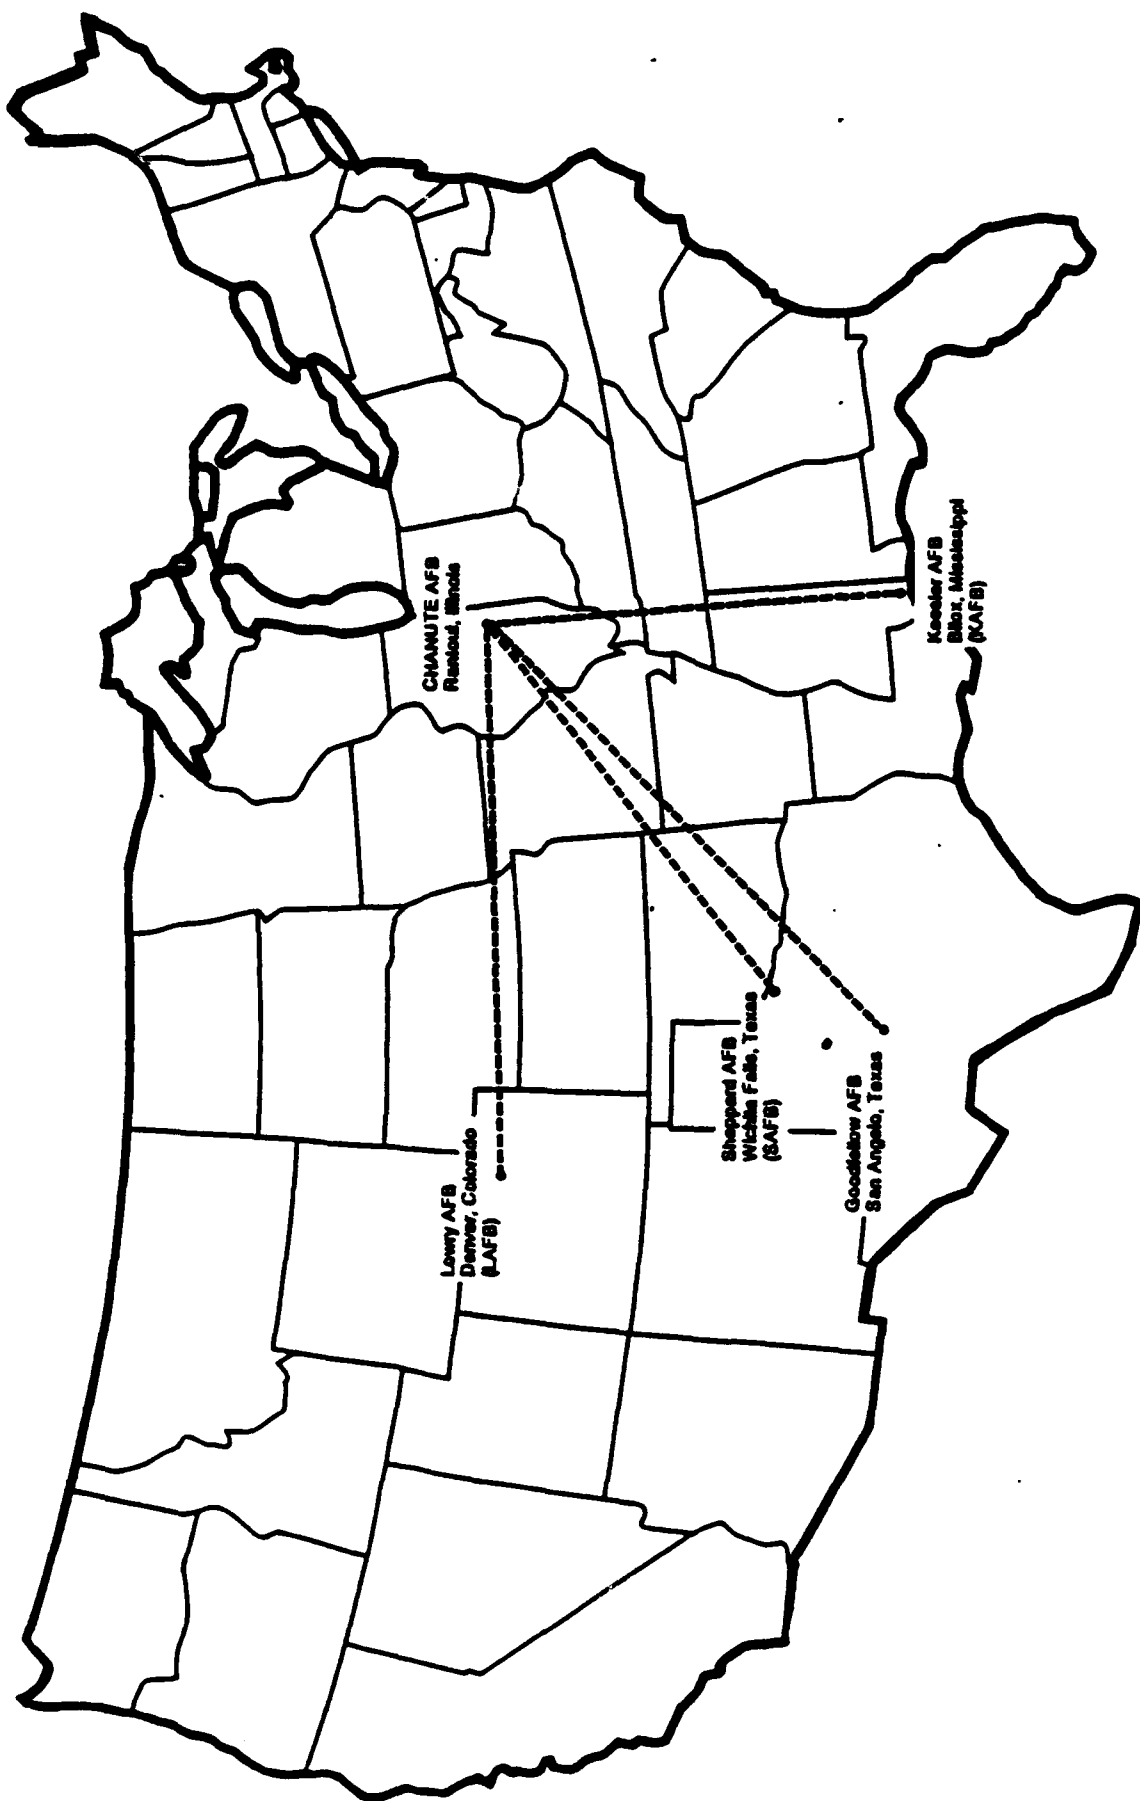 CHANUTE AFB
Rantoul, Illinois
Lowry AFB
Denver, Colorado
(LAFB)
Sheppard AFB
Wichita Falls, Texas
(SAFB)
Goodfellow AFB
San Angelo, Texas
Keesler AFB
Biloxi, Mississippi
(KAFB)